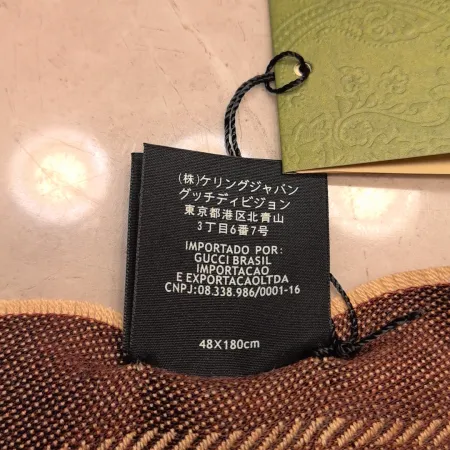 (株)ケリングジャパン
グッチディビジョン
東京都港区北青山
3丁目6番7号
IMPORTADO POR:
GUCCI BRASIL
IMPORTACAO
E EXPORTACAOLTDA
CNPJ:08.338.986/0001-16
48X180cm